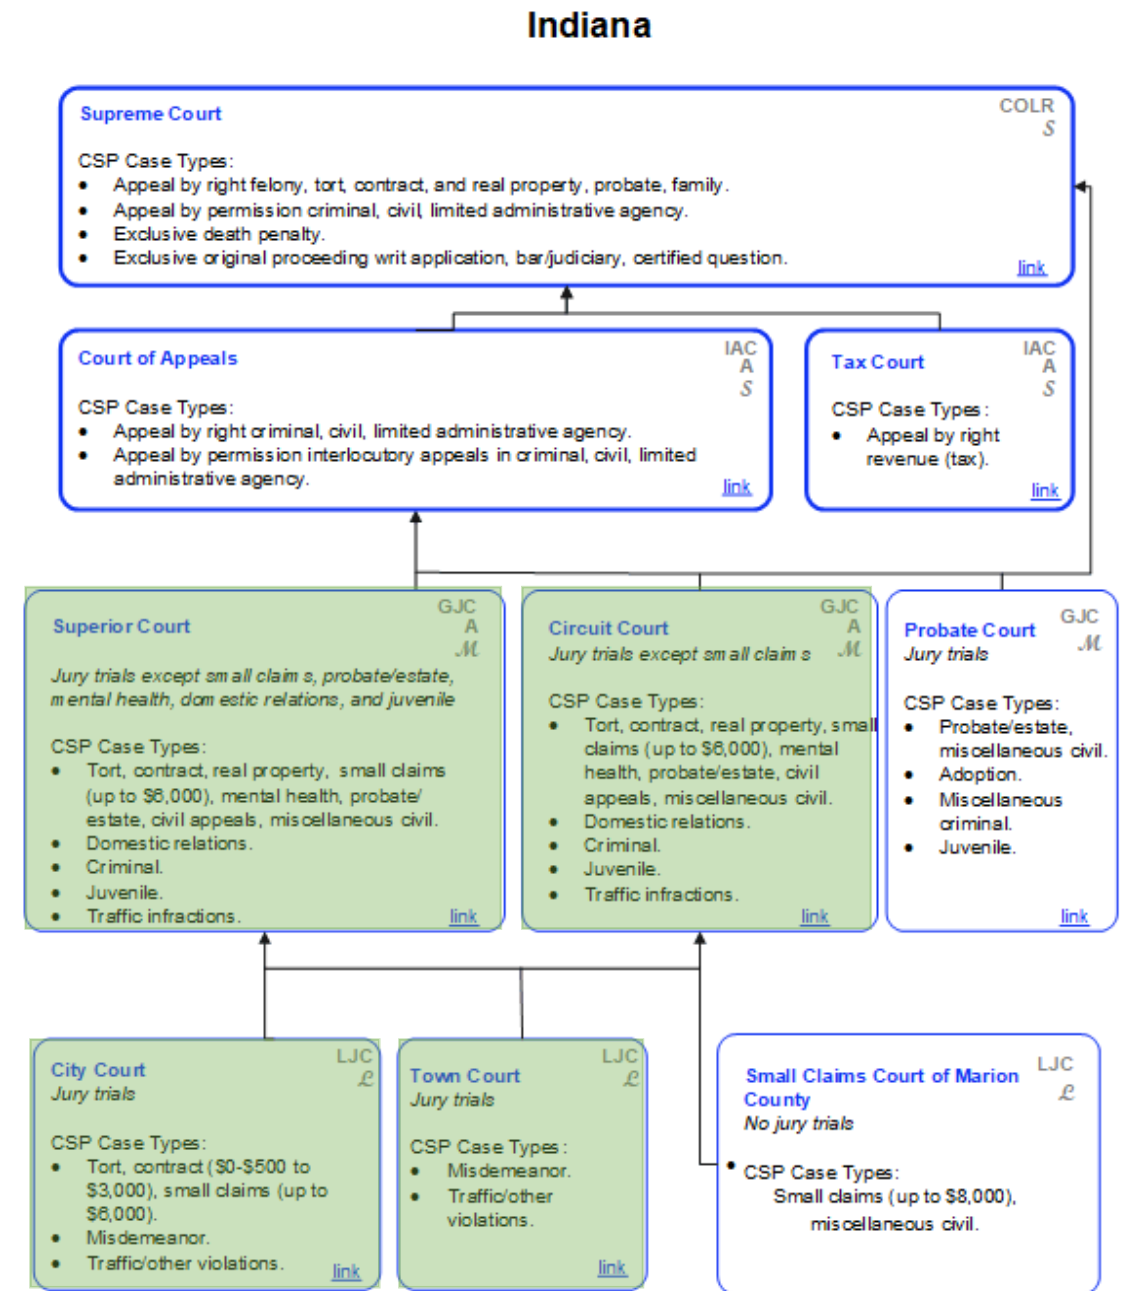 Indiana
Supreme Court
COLR
S
CSP Case Types:
• Appeal by right felony, tort, contract, and real property, probate, family.
• Appeal by permission criminal, civil, limited administrative agency.
• Exclusive death penalty.
• Exclusive original proceeding writ application, bar/judiciary, certified question.
link
Court of Appeals
IAC
A
S
CSP Case Types:
• Appeal by right criminal, civil, limited administrative agency.
• Appeal by permission interlocutory appeals in criminal, civil, limited
administrative agency.
link
Tax Court
IAC
A
S
CSP Case Types:
• Appeal by right
revenue (tax).
link
Superior Court
GJC
A
M
Jury trials except small claims, probate/estate,
mental health, domestic relations, and juvenile
CSP Case Types:
• Tort, contract, real property, small claims
(up to $6,000), mental health, probate/
estate, civil appeals, miscellaneous civil.
• Domestic relations.
• Criminal.
• Juvenile.
• Traffic infractions.
link
Circuit Court
GJC
A
M
Jury trials except small claims
CSP Case Types:
• Tort, contract, real property, small
claims (up to $6,000), mental
health, probate/estate, civil
appeals, miscellaneous civil.
• Domestic relations.
• Criminal.
• Juvenile.
• Traffic infractions.
link
Probate Court
GJC
M
Jury trials
CSP Case Types:
• Probate/estate,
miscellaneous civil.
• Adoption.
• Miscellaneous
criminal.
• Juvenile.
link
City Court
LJC
L
Jury trials
CSP Case Types:
• Tort, contract ($0-$500 to
$3,000), small claims (up to
$6,000).
• Misdemeanor.
• Traffic/other violations.
link
Town Court
LJC
L
Jury trials
CSP Case Types:
• Misdemeanor.
• Traffic/other
violations.
link
Small Claims Court of Marion
County
LJC
L
No jury trials
• CSP Case Types:
Small claims (up to $8,000),
miscellaneous civil.